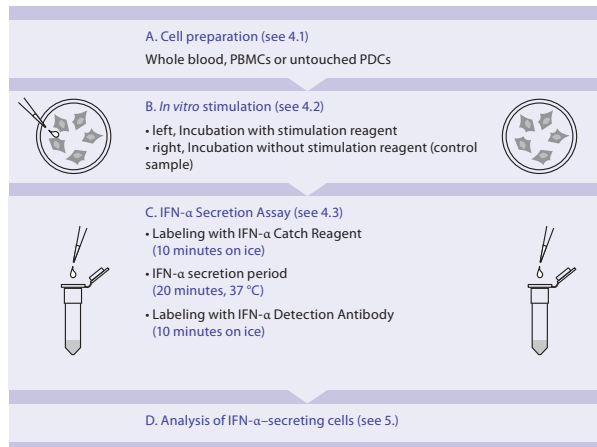 A. Cell preparation (see 4.1)
Whole blood, PBMCs or untouched PDCs
B. In vitro stimulation (see 4.2)
• left, Incubation with stimulation reagent
• right, Incubation without stimulation reagent (control
sample)
C. IFN-α Secretion Assay (see 4.3)
• Labeling with IFN-α Catch Reagent
(10 minutes on ice)
• IFN-α secretion period
(20 minutes, 37 °C)
• Labeling with IFN-α Detection Antibody
(10 minutes on ice)
D. Analysis of IFN-α–secreting cells (see 5.)